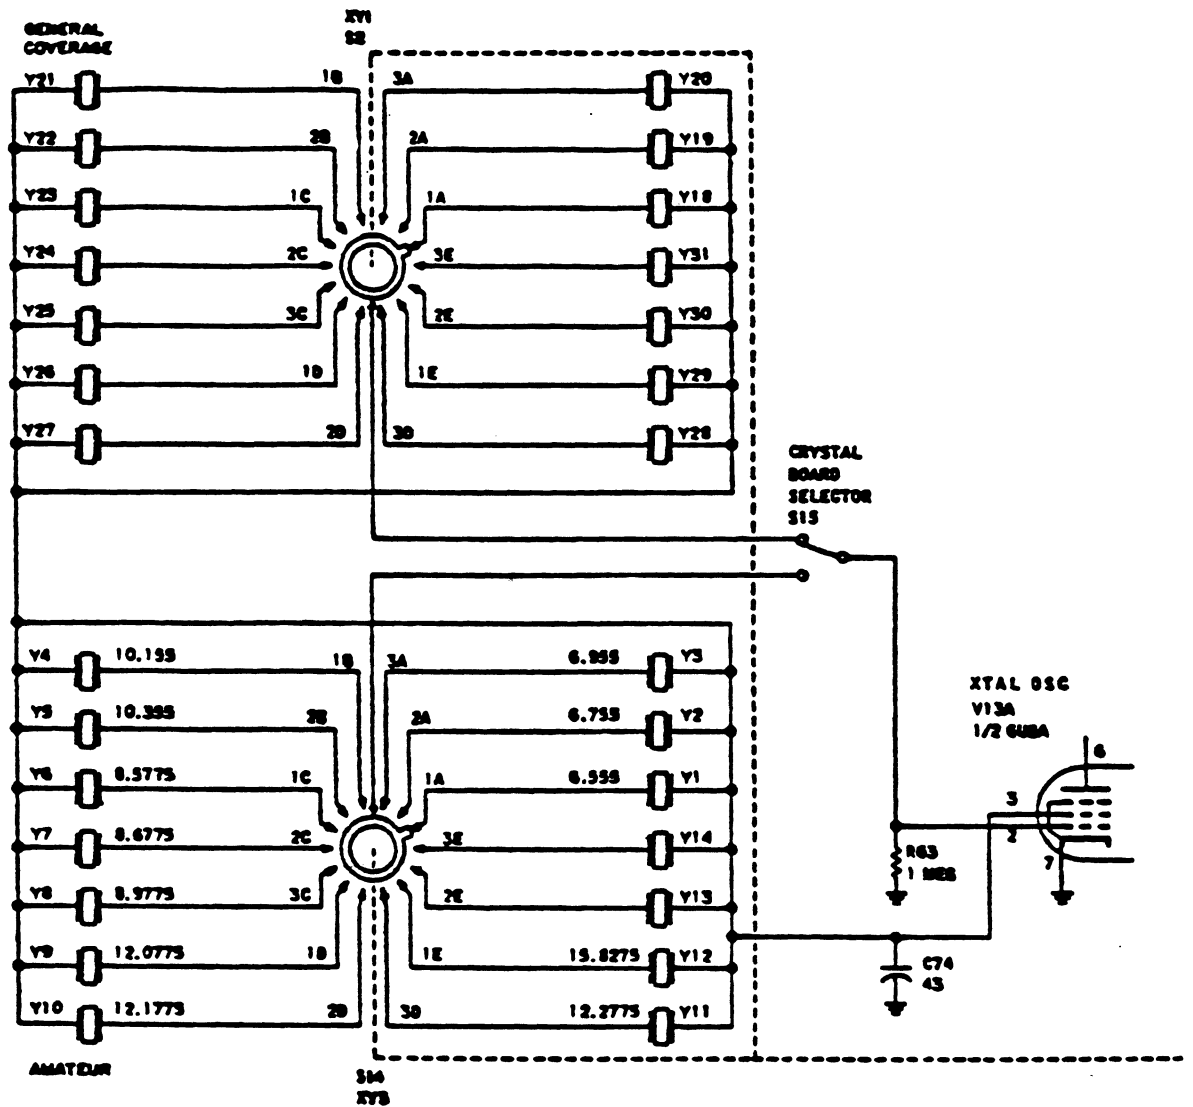 GENERAL
COVERAGE
XY1
S2
Y21
1B
3A
Y20
Y22
2B
2A
Y19
Y23
1C
1A
Y18
Y24
2C
3E
Y31
Y25
3C
2E
Y30
Y26
1D
1E
Y29
Y27
2D
3D
Y28
CRYSTAL
BOARD
SELECTOR
S15
Y4
10.155
1B
3A
6.955
Y3
Y5
10.355
2B
2A
6.755
Y2
Y6
8.5775
1C
1A
6.555
Y1
Y7
8.6775
2C
3E
Y14
Y8
8.9775
3C
2E
Y13
Y9
12.0775
1D
1E
15.8275
Y12
Y10
12.1775
2D
3D
12.2775
Y11
AMATEUR
S14
XY3
XTAL OSC
V13A
1/2 6U8A
6
3
2
7
R63
1 MEG
C74
43